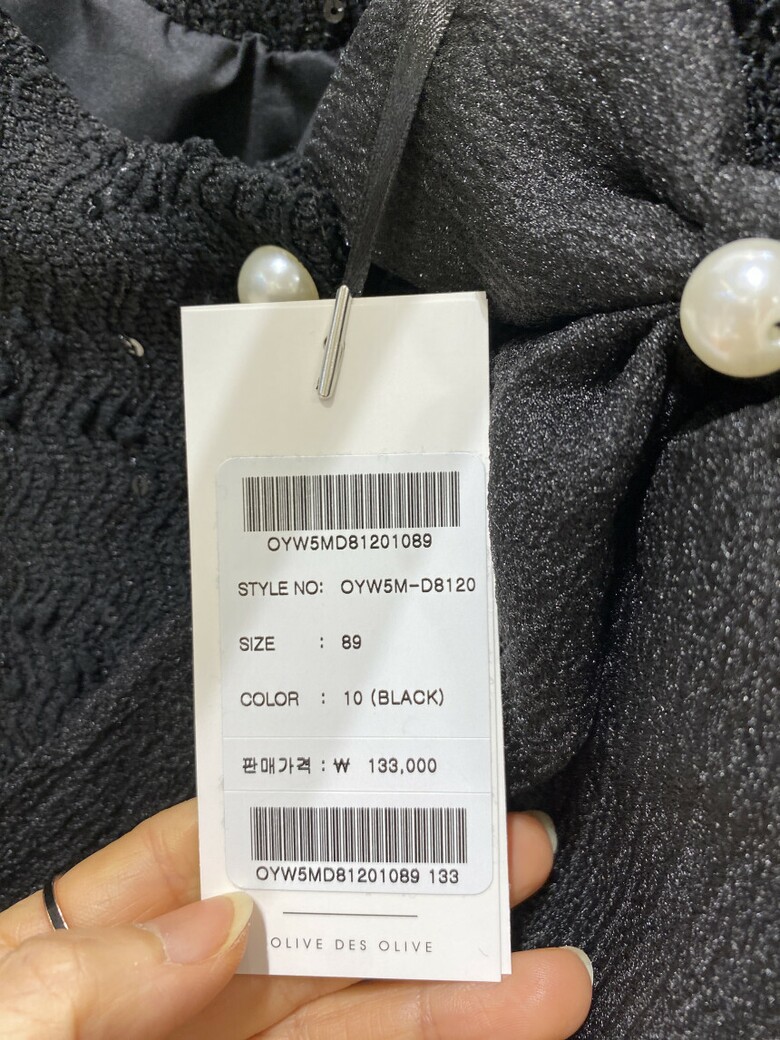 OYW5MD81201089
STYLE NO: OYW5M-D8120
SIZE : 89
COLOR : 10 (BLACK)
판매가격 : ₩ 133,000
OYW5MD81201089 133
OLIVE DES OLIVE